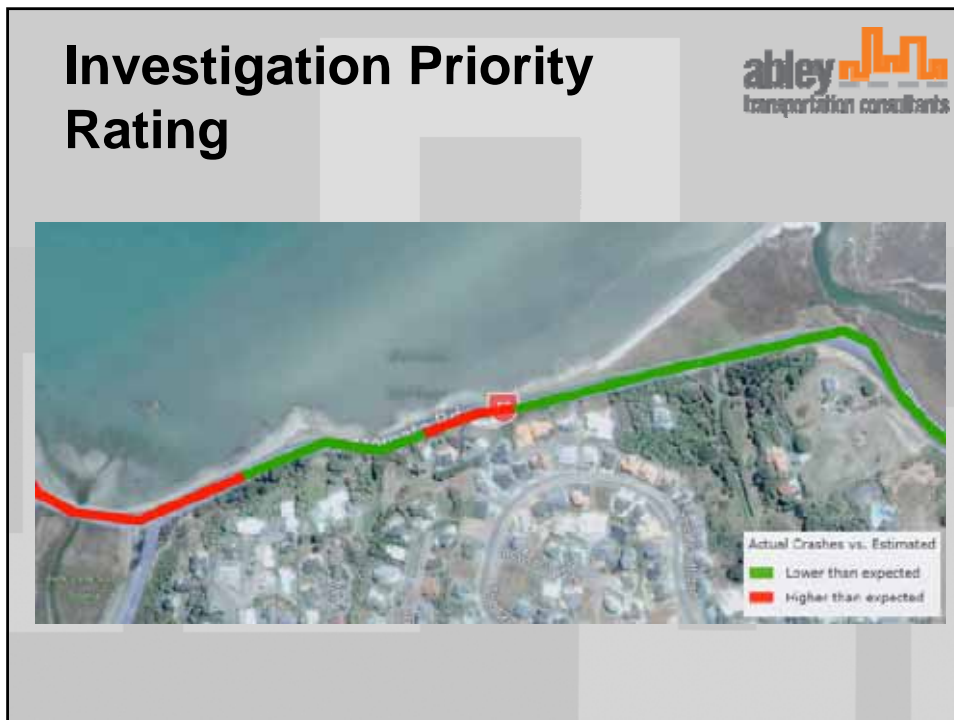 Investigation Priority
Rating
abley
transportation consultants
Actual Crashes vs. Estimated
Lower than expected
Higher than expected